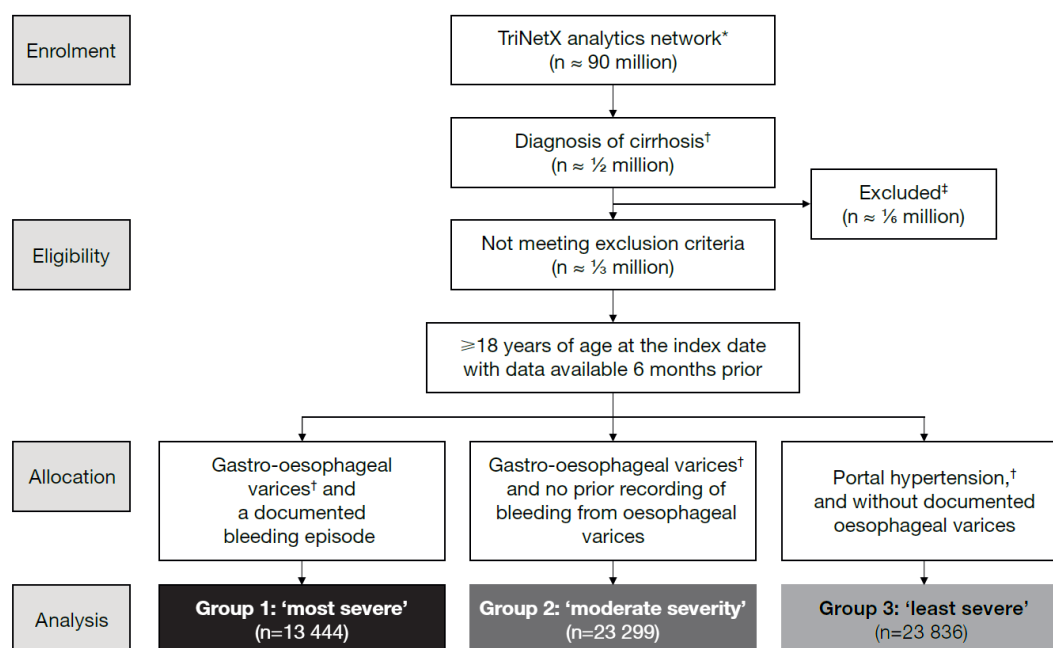 Enrolment
TriNetX analytics network*
(n ≈ 90 million)
Diagnosis of cirrhosis†
(n ≈ ½ million)
Excluded‡
(n ≈ ⅙ million)
Eligibility
Not meeting exclusion criteria
(n ≈ ⅓ million)
⩾18 years of age at the index date
with data available 6 months prior
Allocation
Gastro-oesophageal
varices† and
a documented
bleeding episode
Gastro-oesophageal varices†
and no prior recording of
bleeding from oesophageal
varices
Portal hypertension,†
and without documented
oesophageal varices
Analysis
Group 1: ‘most severe’
(n=13 444)
Group 2: ‘moderate severity’
(n=23 299)
Group 3: ‘least severe’
(n=23 836)